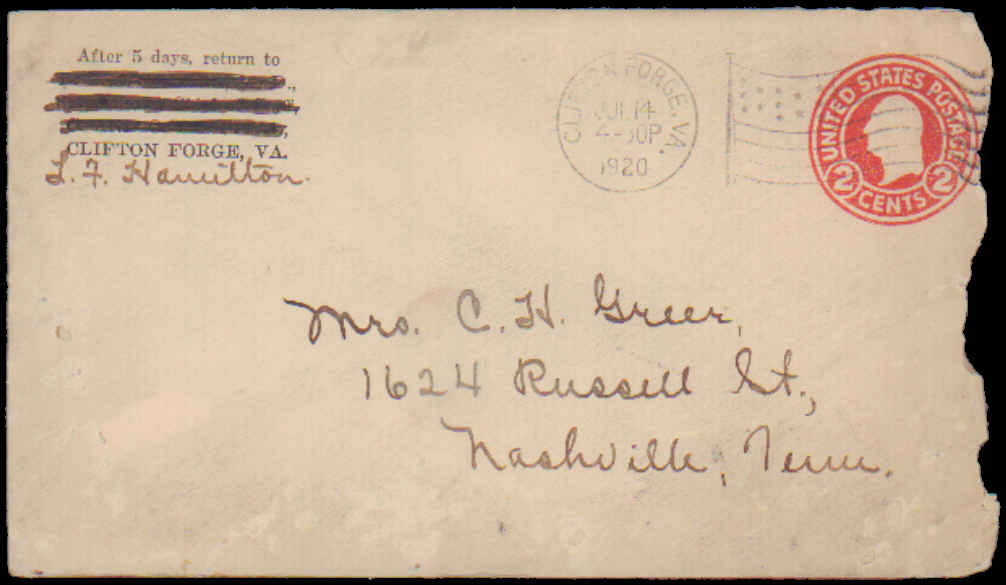 After 5 days, return to
CLIFTON FORGE, VA.
L. F. Hamilton.
CLIFTON FORGE, VA.
JUL 14
4-30P
1920
UNITED STATES POSTAGE
2 CENTS 2
Mrs. C. H. Greer,
1624 Russell St.,
Nashville, Tenn.